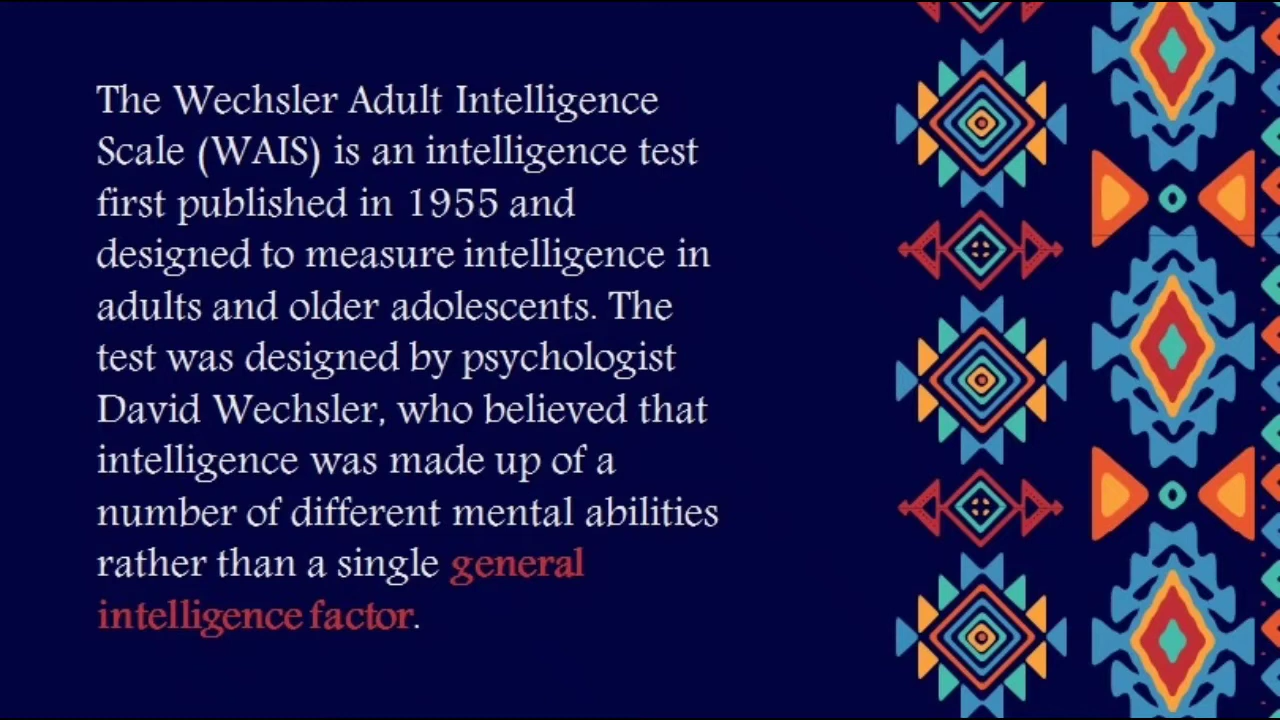 The Wechsler Adult Intelligence
Scale (WAIS) is an intelligence test
first published in 1955 and
designed to measure intelligence in
adults and older adolescents. The
test was designed by psychologist
David Wechsler, who believed that
intelligence was made up of a
number of different mental abilities
rather than a single general
intelligence factor.